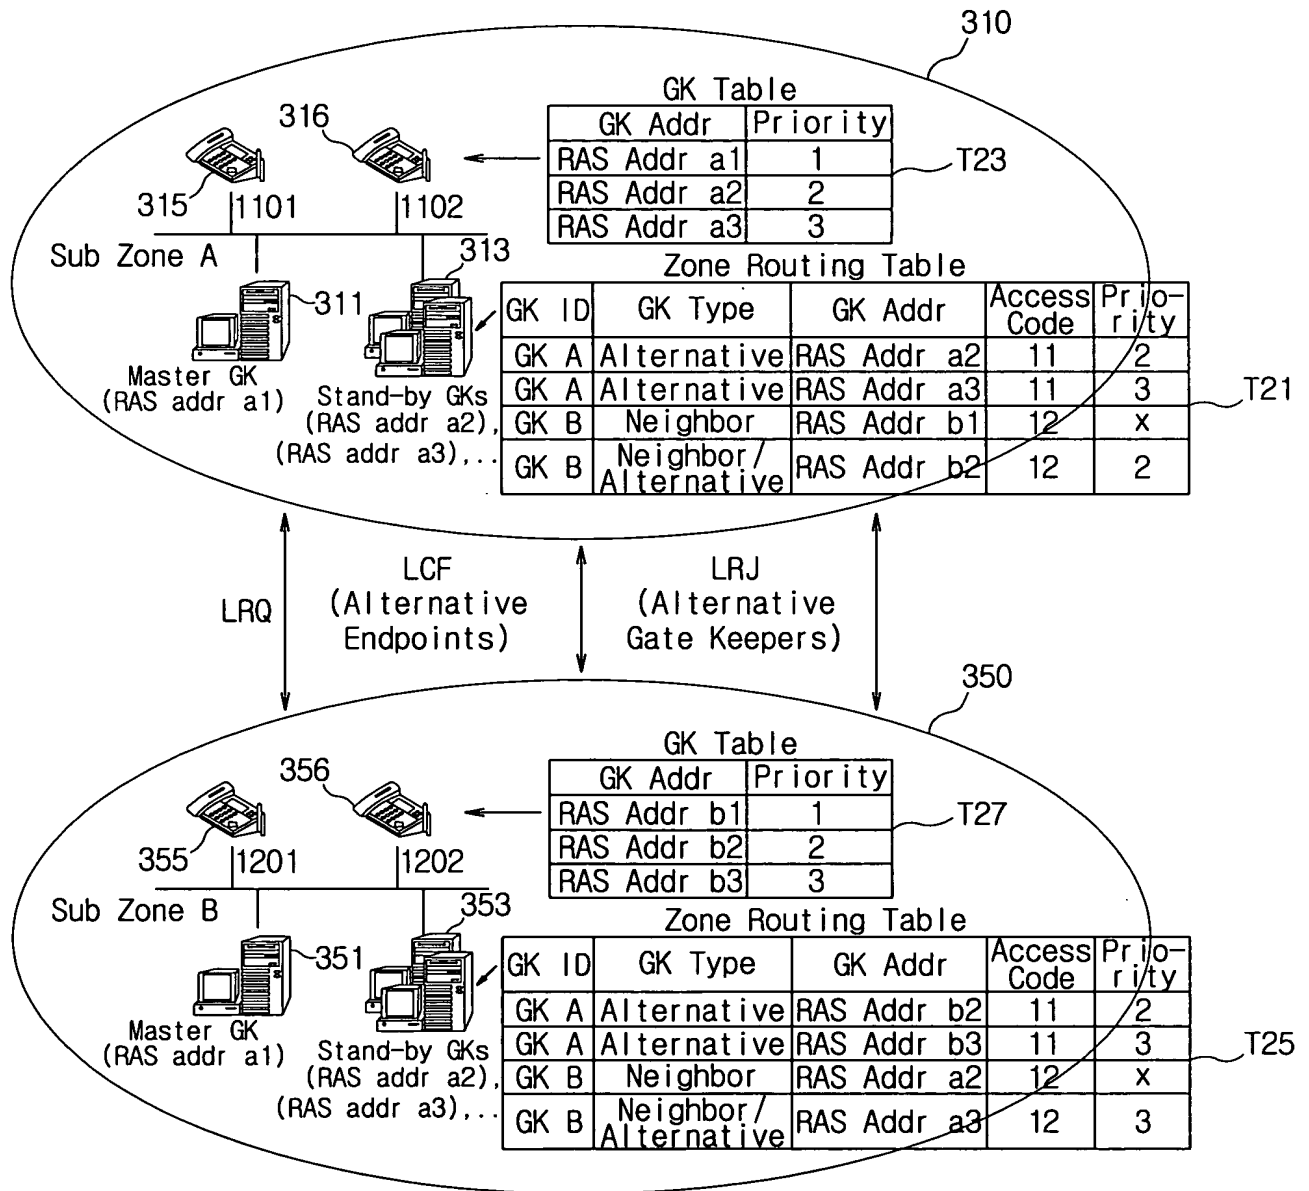 310
GK Table
GK Addr Priority
RAS Addr a1 1
RAS Addr a2 2
RAS Addr a3 3
T23
316
315
1101
1102
Sub Zone A
311
313
Master GK
(RAS addr a1)
Stand-by GKs
(RAS addr a2),
(RAS addr a3),..
Zone Routing Table
GK ID GK Type GK Addr Access Code Prio-rity
GK A Alternative RAS Addr a2 11 2
GK A Alternative RAS Addr a3 11 3
GK B Neighbor RAS Addr b1 12 x
GK B Neighbor/ Alternative RAS Addr b2 12 2
T21
LRQ
LCF
(Alternative
Endpoints)
LRJ
(Alternative
Gate Keepers)
350
GK Table
GK Addr Priority
RAS Addr b1 1
RAS Addr b2 2
RAS Addr b3 3
T27
356
355
1201
1202
Sub Zone B
351
353
Master GK
(RAS addr a1)
Stand-by GKs
(RAS addr a2),
(RAS addr a3),..
Zone Routing Table
GK ID GK Type GK Addr Access Code Prio-rity
GK A Alternative RAS Addr b2 11 2
GK A Alternative RAS Addr b3 11 3
GK B Neighbor RAS Addr a2 12 x
GK B Neighbor/ Alternative RAS Addr a3 12 3
T25